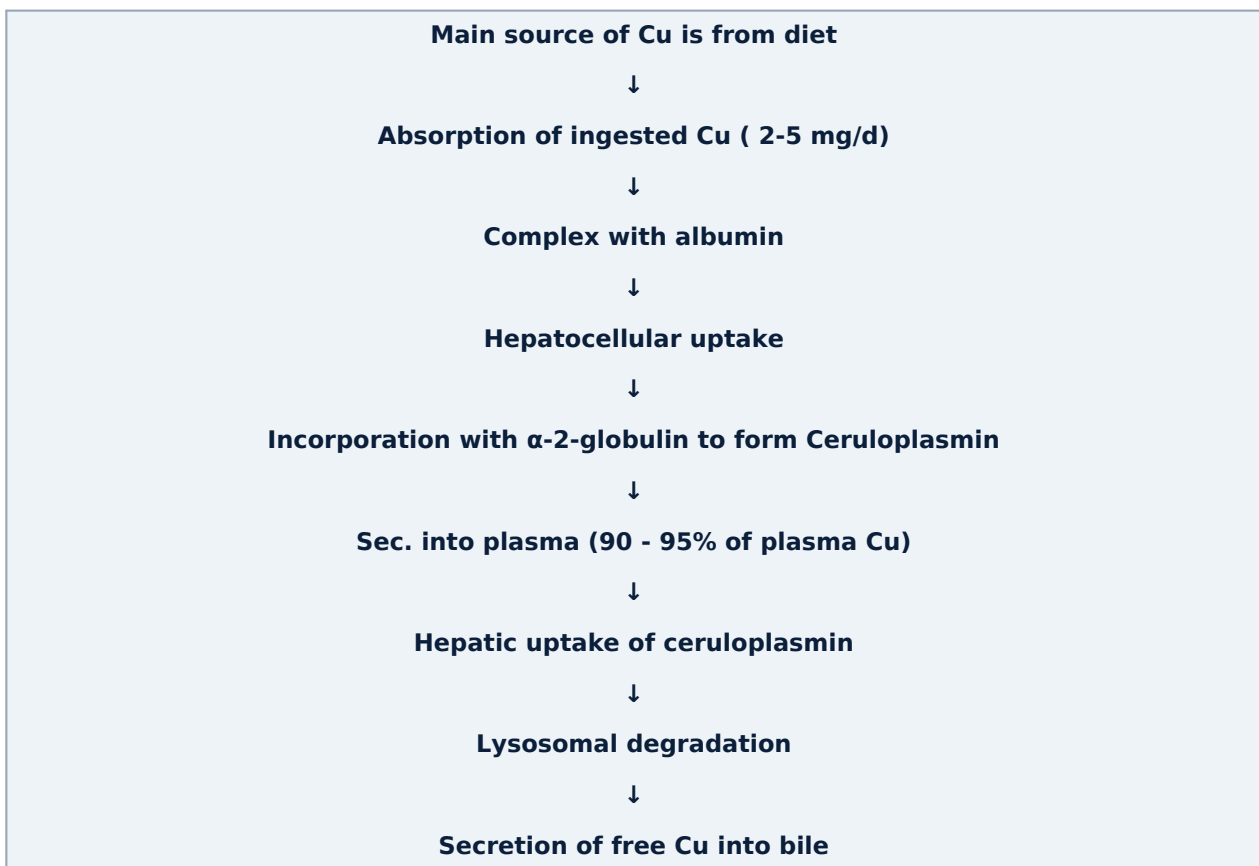 Main source of Cu is from diet
↓
Absorption of ingested Cu ( 2-5 mg/d)
↓
Complex with albumin
↓
Hepatocellular uptake
↓
Incorporation with α-2-globulin to form Ceruloplasmin
↓
Sec. into plasma (90 - 95% of plasma Cu)
↓
Hepatic uptake of ceruloplasmin
↓
Lysosomal degradation
↓
Secretion of free Cu into bile